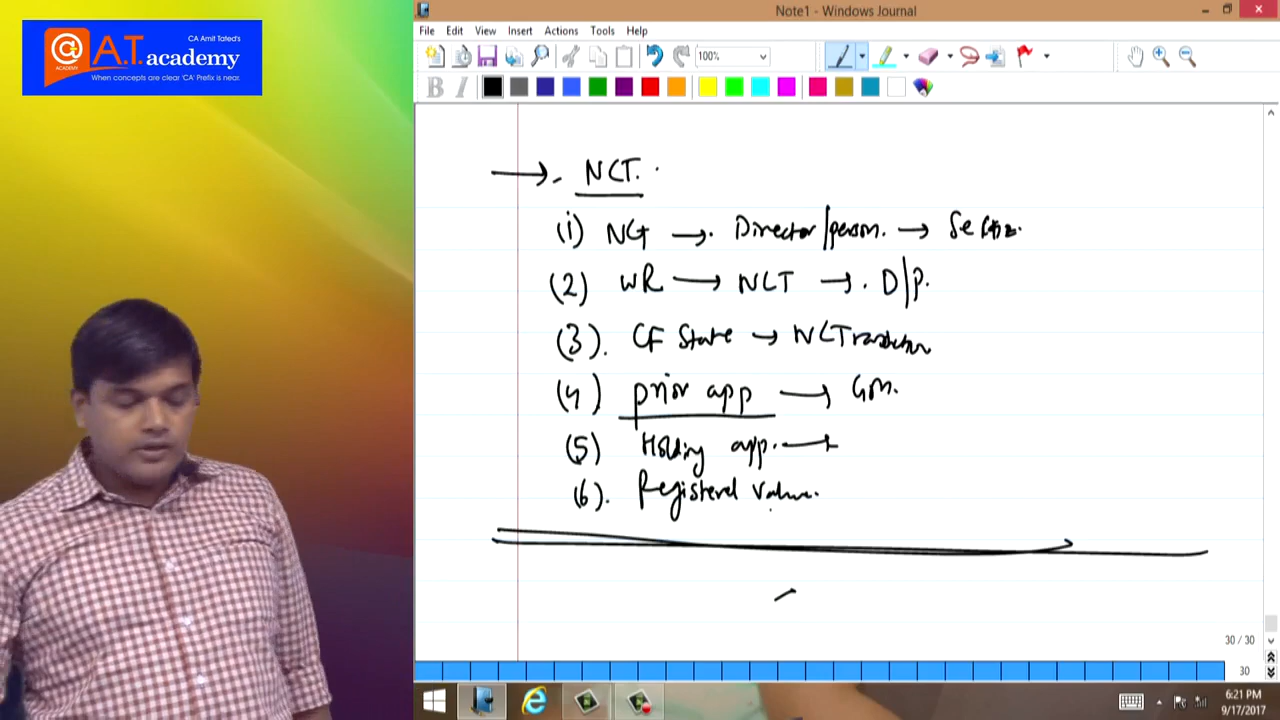 CA Amit Tated's
@ A.T. academy
ACADEMY
When concepts are clear 'CA' Prefix is near.
Note1 - Windows Journal
File Edit View Insert Actions Tools Help
100%
B I
→. NCT.
(i) NCT →. Director/person. →
(2) WR → NCT →. D/P.
(3). CF State → NCTransaction
(4) prior app → GM.
(5) Holding app. →
(6). Registered Valuer.
30 / 30
30
6:21 PM
9/17/2017